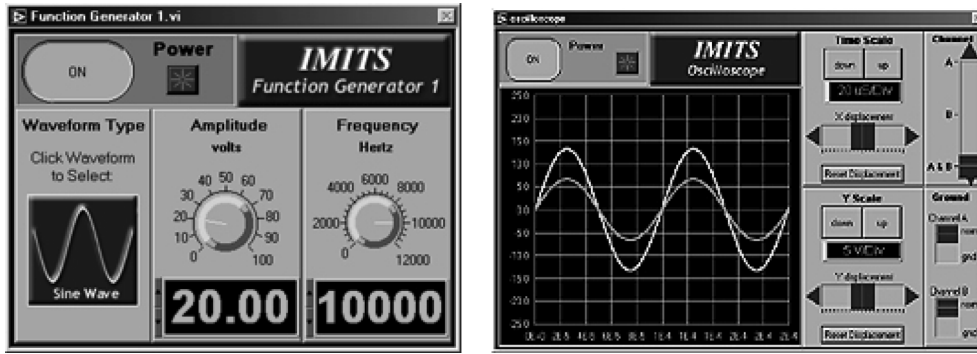 Function Generator 1.vi
ON
Power
IMITS
Function Generator 1
Waveform Type
Click Waveform
to Select
Sine Wave
Amplitude
volts
0 10 20 30 40 50 60 70 80 90 100
20.00
Frequency
Hertz
0 2000 4000 6000 8000 10000 12000
10000
oscilloscope
ON
Power
IMITS
Oscilloscope
Time Scale
down up
20 uS/DIV
X displacement
Reset Displacement
Y Scale
down up
5 V/DIV
Y displacement
Reset Displacement
Channel
A
B
A & B
Ground
Channel A
gnd
Channel B
gnd